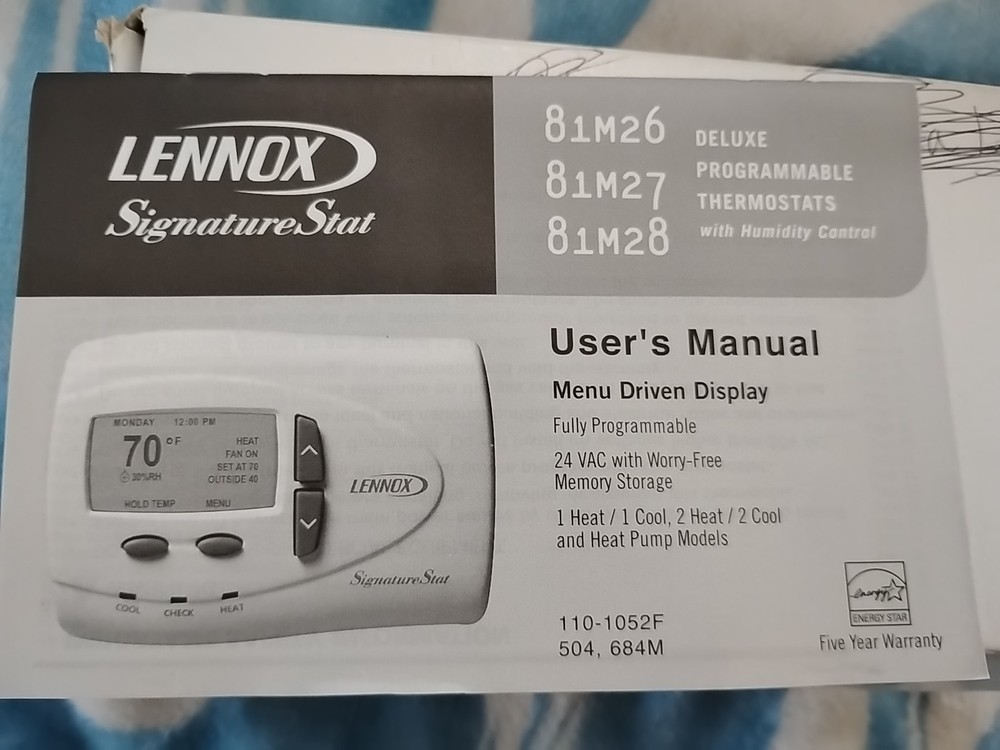 LENNOX
SignatureStat
81M26
81M27
81M28
DELUXE
PROGRAMMABLE
THERMOSTATS
with Humidity Control
User's Manual
Menu Driven Display
Fully Programmable
24 VAC with Worry-Free
Memory Storage
1 Heat / 1 Cool, 2 Heat / 2 Cool
and Heat Pump Models
110-1052F
504, 684M
MONDAY 12:00 PM
70°F
HEAT
FAN ON
SET AT 70
OUTSIDE 40
30%RH
HOLD TEMP MENU
LENNOX
SignatureStat
COOL CHECK HEAT
energy
ENERGY STAR
Five Year Warranty